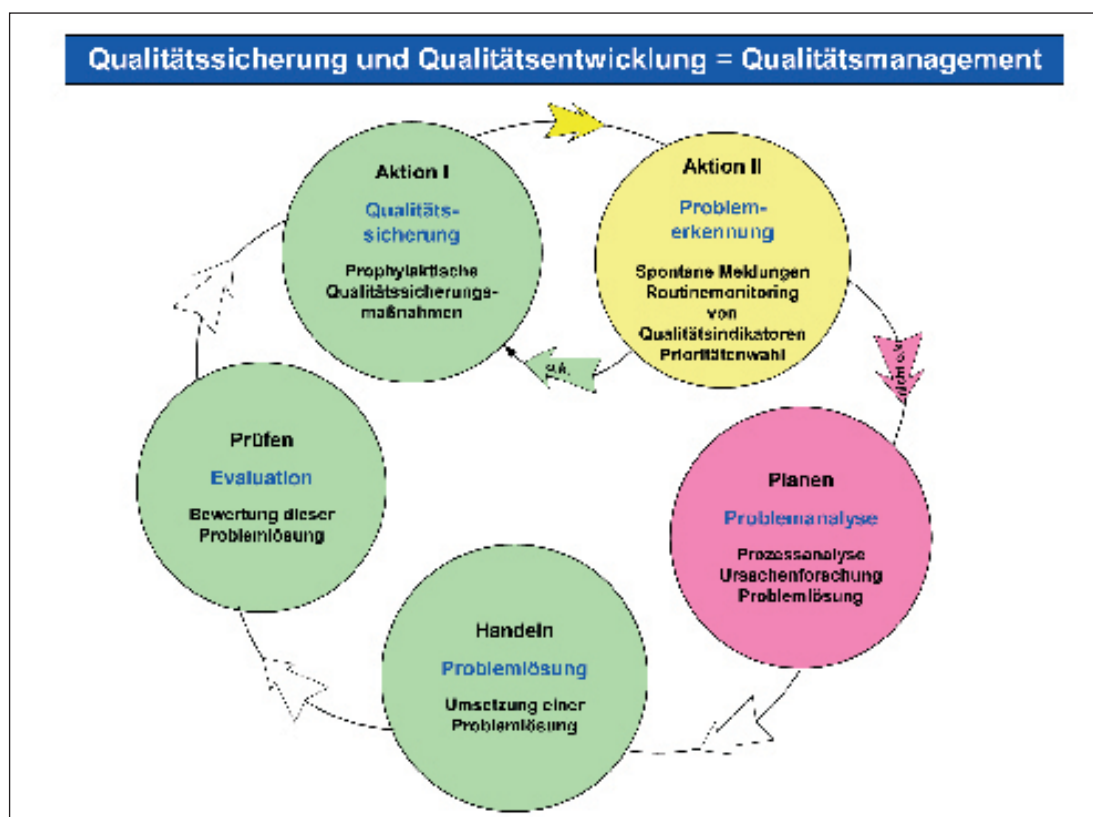 Qualitätssicherung und Qualitätsentwicklung = Qualitätsmanagement
Aktion I
Qualitäts-
sicherung
Prophylaktische
Qualitätssicherungs-
maßnahmen
Aktion II
Problem-
erkennung
Spontane Meldungen
Routinemonitoring
von
Qualitätsindikatoren
Prioritätenwahl
o.k.
nicht o.k.
Planen
Problemanalyse
Prozessanalyse
Ursachenforschung
Problemlösung
Handeln
Problemlösung
Umsetzung einer
Problemlösung
Prüfen
Evaluation
Bewertung dieser
Problemlösung